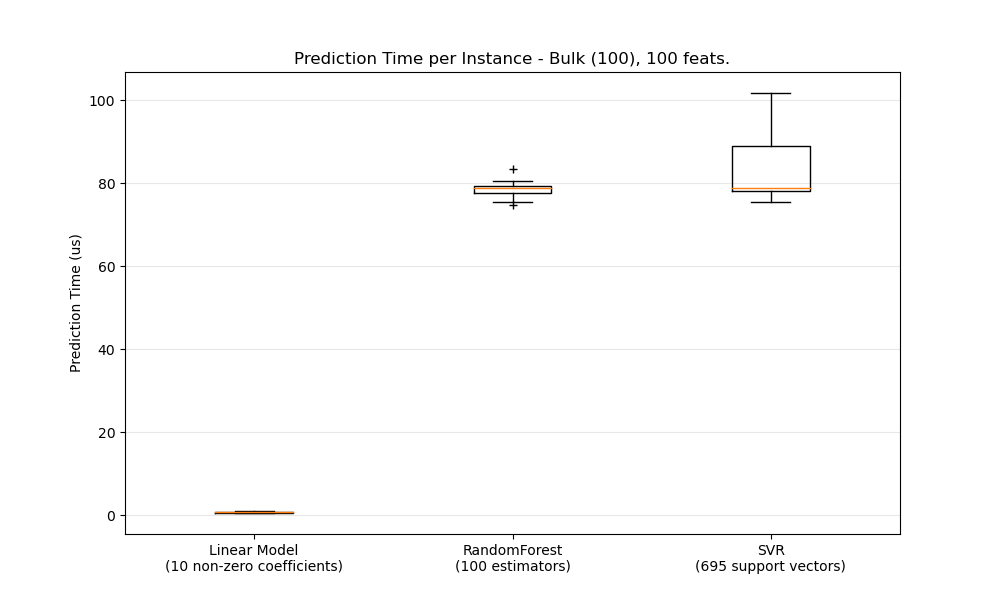 Prediction Time per Instance - Bulk (100), 100 feats.
Prediction Time (us)
100
80
60
40
20
0
Linear Model
(10 non-zero coefficients)
RandomForest
(100 estimators)
SVR
(695 support vectors)